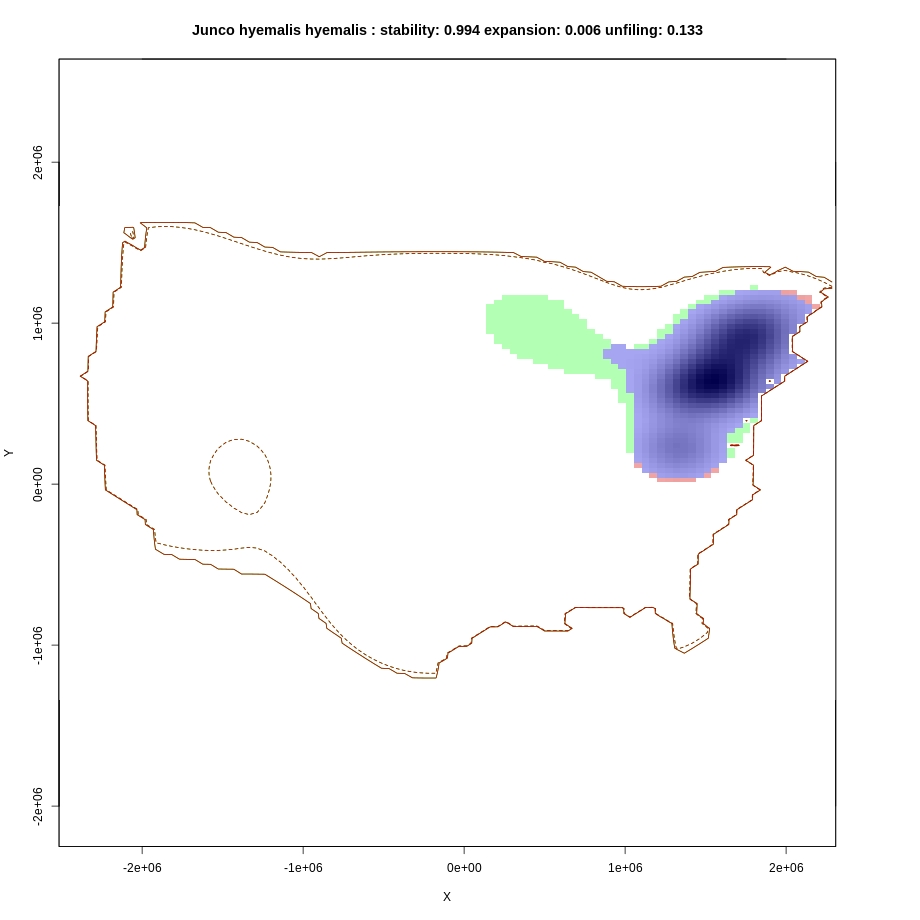 Junco hyemalis hyemalis : stability: 0.994 expansion: 0.006 unfiling: 0.133
2e+06
1e+06
0e+00
-1e+06
-2e+06
Y
-2e+06 -1e+06 0e+00 1e+06 2e+06
X